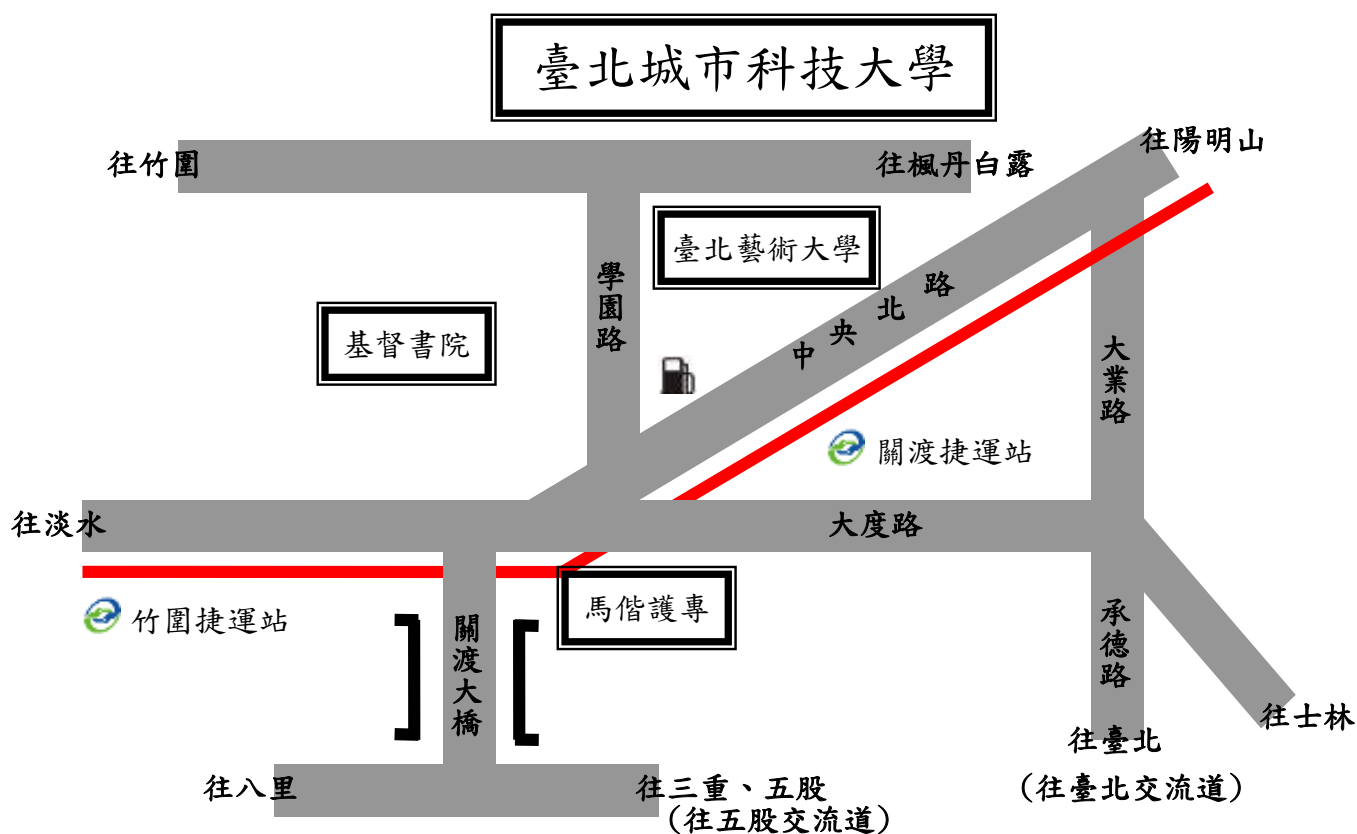 臺北城市科技大學
往竹圍
往楓丹白露
往陽明山
臺北藝術大學
學園路
基督書院
中央北路
大業路
關渡捷運站
往淡水
大度路
竹圍捷運站
關渡大橋
馬偕護專
承德路
往士林
往臺北
(往臺北交流道)
往八里
往三重、五股
(往五股交流道)